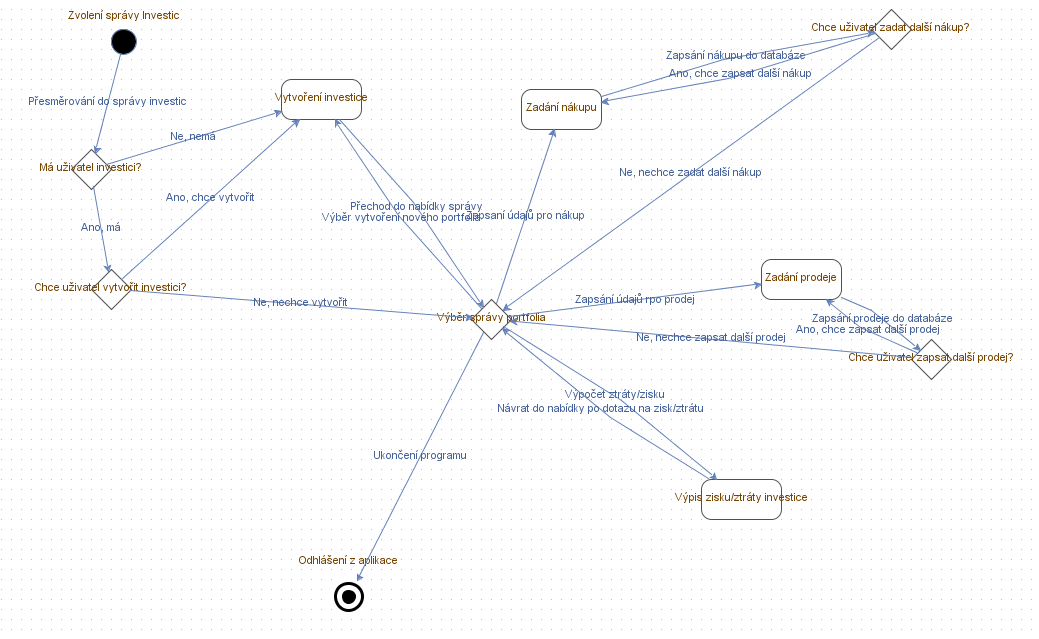 Zvolení správy Investic
Chce uživatel zadat další nákup?
Zapsání nákupu do databáze
Ano, chce zapsat další nákup
Přesměrování do správy investic
Vytvoření investice
Zadání nákupu
Ne, nemá
Má uživatel investici?
Ne, nechce zadat další nákup
Ano, chce vytvořit
Přechod do nabídky správy
Výběr vytvoření nového portfolia
Zapsaní údajů pro nákup
Ano, má
Zadání prodeje
Chce uživatel vytvořit investici?
Ne, nechce vytvořit
Zapsání údajů rpo prodej
Výběr správy portfolia
Zapsání prodeje do databáze
Ano, chce zapsat další prodej
Ne, nechce zapsat další prodej
Chce uživatel zapsat další prodej?
Výpočet ztráty/zisku
Návrat do nabídky po dotazu na zisk/ztrátu
Ukončení programu
Výpis zisku/ztráty investice
Odhlášení z aplikace